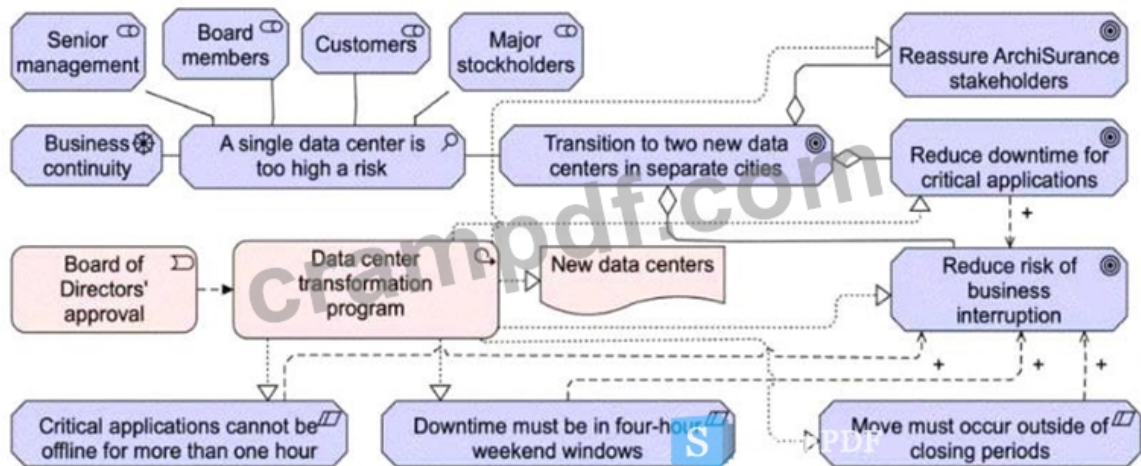 Senior
management
Board
members
Customers
Major
stockholders
Reassure ArchiSurance
stakeholders
Business
continuity
A single data center is
too high a risk
Transition to two new data
centers in separate cities
Reduce downtime for
critical applications
+
crampdf.com
Board of
Directors'
approval
Data center
transformation
program
New data centers
Reduce risk of
business
interruption
+
+
+
Critical applications cannot be
offline for more than one hour
Downtime must be in four-hour
weekend windows
S
PDF
Move must occur outside of
closing periods